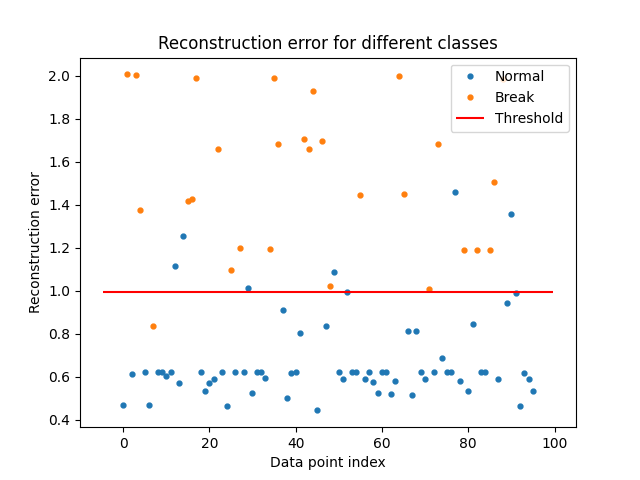 Reconstruction error for different classes
Normal
Break
Threshold
Reconstruction error
2.0
1.8
1.6
1.4
1.2
1.0
0.8
0.6
0.4
0 20 40 60 80 100
Data point index